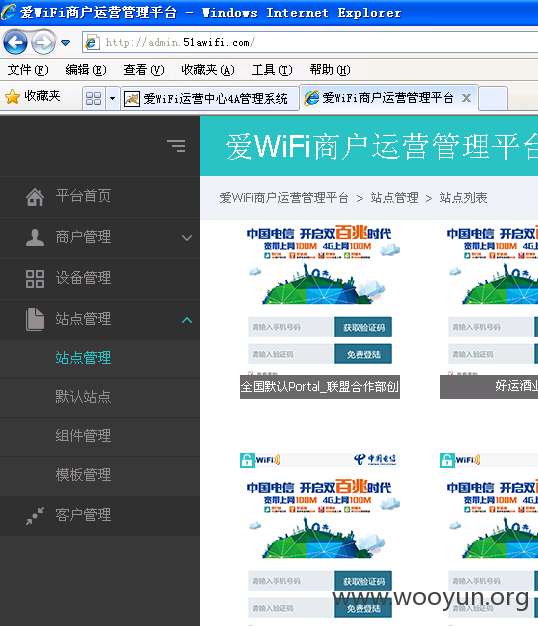 爱WiFi商户运营管理平台 - Windows Internet Explorer
http://admin.51awifi.com/
文件(F) 编辑(E) 查看(V) 收藏夹(A) 工具(T) 帮助(H)
收藏夹 爱WiFi运营中心4A管理系统 爱WiFi商户运营管理平台
爱WiFi商户运营管理平台
爱WiFi商户运营管理平台 > 站点管理 > 站点列表
平台首页
商户管理
设备管理
站点管理
站点管理
默认站点
组件管理
模板管理
客户管理
中国电信 开启双百兆时代
宽带上网100M 4G上网100M
请输入手机号码 获取验证码
请输入验证码 免费登陆
全国默认Portal_联盟合作部创
中国电信 开启双百
宽带上网100M 4G上
请输入手机号码
请输入验证码
好运酒业
WiFi 中国电信
中国电信 开启双百兆时代
宽带上网100M 4G上网100M
请输入手机号码 获取验证码
请输入验证码 免费登陆
WiFi
中国电信 开启双百
宽带上网100M 4G上
请输入手机号码
请输入验证码
www.wooyun.org